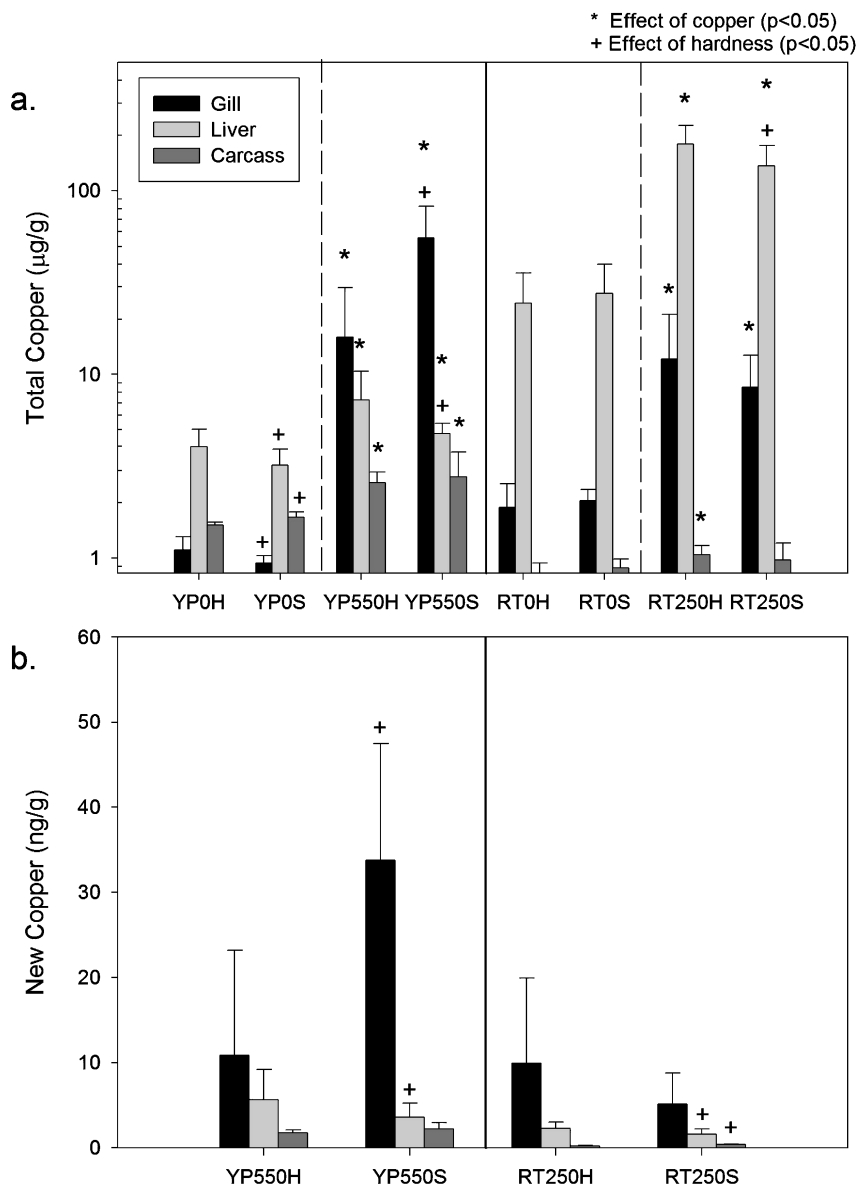 * Effect of copper (p<0.05)
+ Effect of hardness (p<0.05)
a.
Gill
Liver
Carcass
Total Copper (µg/g)
100
10
1
* * + * * + * * + * * + + + * * * * + *
YP0H YP0S YP550H YP550S RT0H RT0S RT250H RT250S
b.
New Copper (ng/g)
60
50
40
30
20
10
0
+ + + +
YP550H YP550S RT250H RT250S